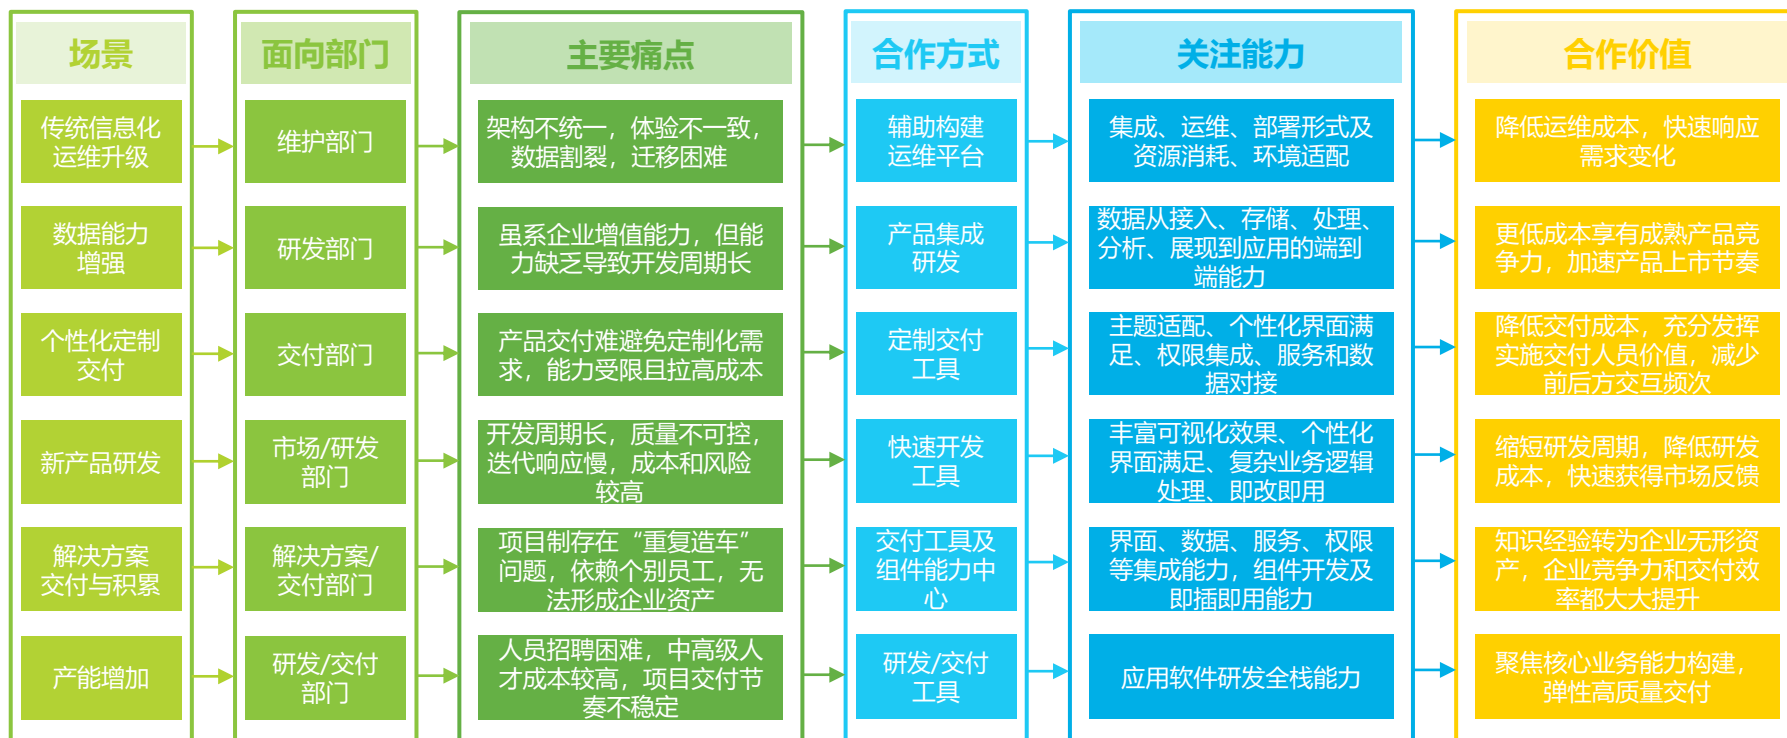 场景
面向部门
主要痛点
合作方式
关注能力
合作价值
传统信息化
运维升级
维护部门
架构不统一，体验不一致，
数据割裂，迁移困难
辅助构建
运维平台
集成、运维、部署形式及
资源消耗、环境适配
降低运维成本，快速响应
需求变化
数据能力
增强
研发部门
虽系企业增值能力，但能
力缺乏导致开发周期长
产品集成
研发
数据从接入、存储、处理、
分析、展现到应用的端到
端能力
更低成本享有成熟产品竞
争力，加速产品上市节奏
个性化定制
交付
交付部门
产品交付难避免定制化需
求，能力受限且拉高成本
定制交付
工具
主题适配、个性化界面满
足、权限集成、服务和数
据对接
降低交付成本，充分发挥
实施交付人员价值，减少
前后方交互频次
新产品研发
市场/研发
部门
开发周期长，质量不可控，
迭代响应慢，成本和风险
较高
快速开发
工具
丰富可视化效果、个性化
界面满足、复杂业务逻辑
处理、即改即用
缩短研发周期，降低研发
成本，快速获得市场反馈
解决方案
交付与积累
解决方案/
交付部门
项目制存在“重复造车”
问题，依赖个别员工，无
法形成企业资产
交付工具及
组件能力中
心
界面、数据、服务、权限
等集成能力，组件开发及
即插即用能力
知识经验转为企业无形资
产，企业竞争力和交付效
率都大大提升
产能增加
研发/交付
部门
人员招聘困难，中高级人
才成本较高，项目交付节
奏不稳定
研发/交付
工具
应用软件研发全栈能力
聚焦核心业务能力构建，
弹性高质量交付